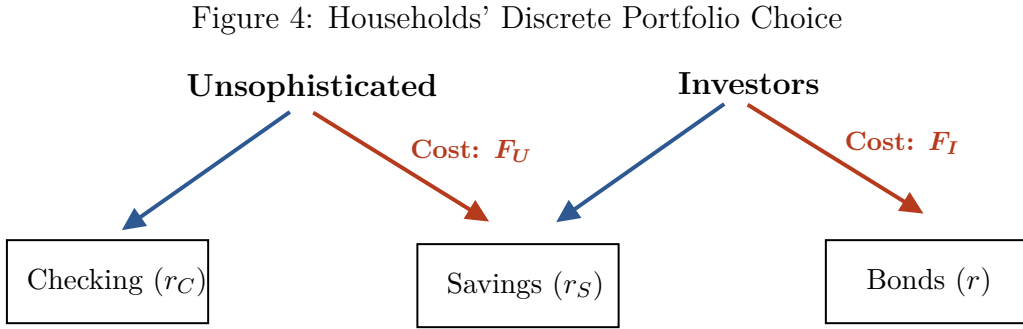 Figure 4: Households' Discrete Portfolio Choice
Unsophisticated
Investors
Cost: F_U
Cost: F_I
Checking (r_C)
Savings (r_S)
Bonds (r)